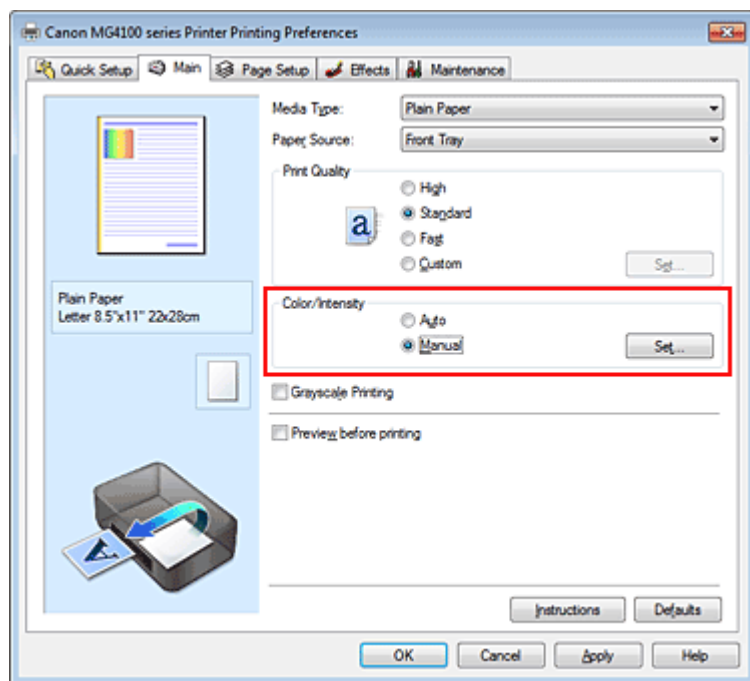 Canon MG4100 series Printer Printing Preferences
Quick Setup Main Page Setup Effects Maintenance
Media Type: Plain Paper
Paper Source: Front Tray
Print Quality
High
a Standard
Fast
Custom Set...
Plain Paper
Letter 8.5"x11" 22x28cm
Color/Intensity
Auto
Manual Set...
Grayscale Printing
Preview before printing
A
Instructions Defaults
OK Cancel Apply Help